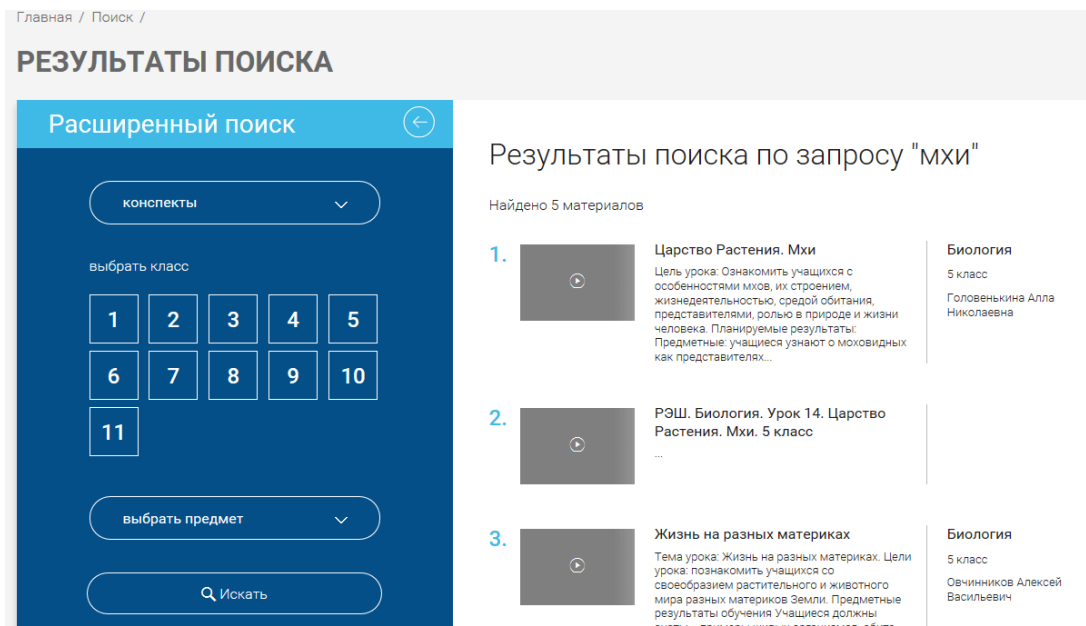 Главная / Поиск /
РЕЗУЛЬТАТЫ ПОИСКА
Расширенный поиск
конспекты
выбрать класс
1 2 3 4 5
6 7 8 9 10
11
выбрать предмет
Искать
Результаты поиска по запросу "мхи"
Найдено 5 материалов
1.
Царство Растения. Мхи
Цель урока: Ознакомить учащихся с
особенностями мхов, их строением,
жизнедеятельностью, средой обитания,
представителями, ролью в природе и жизни
человека. Планируемые результаты:
Предметные: учащиеся узнают о моховидных
как представителях...
Биология
5 класс
Головенькина Алла
Николаевна
2.
РЭШ. Биология. Урок 14. Царство
Растения. Мхи. 5 класс
...
3.
Жизнь на разных материках
Тема урока: Жизнь на разных материках. Цели
урока: познакомить учащихся со
своеобразием растительного и животного
мира разных материков Земли. Предметные
результаты обучения Учащиеся должны
Биология
5 класс
Овчинников Алексей
Васильевич